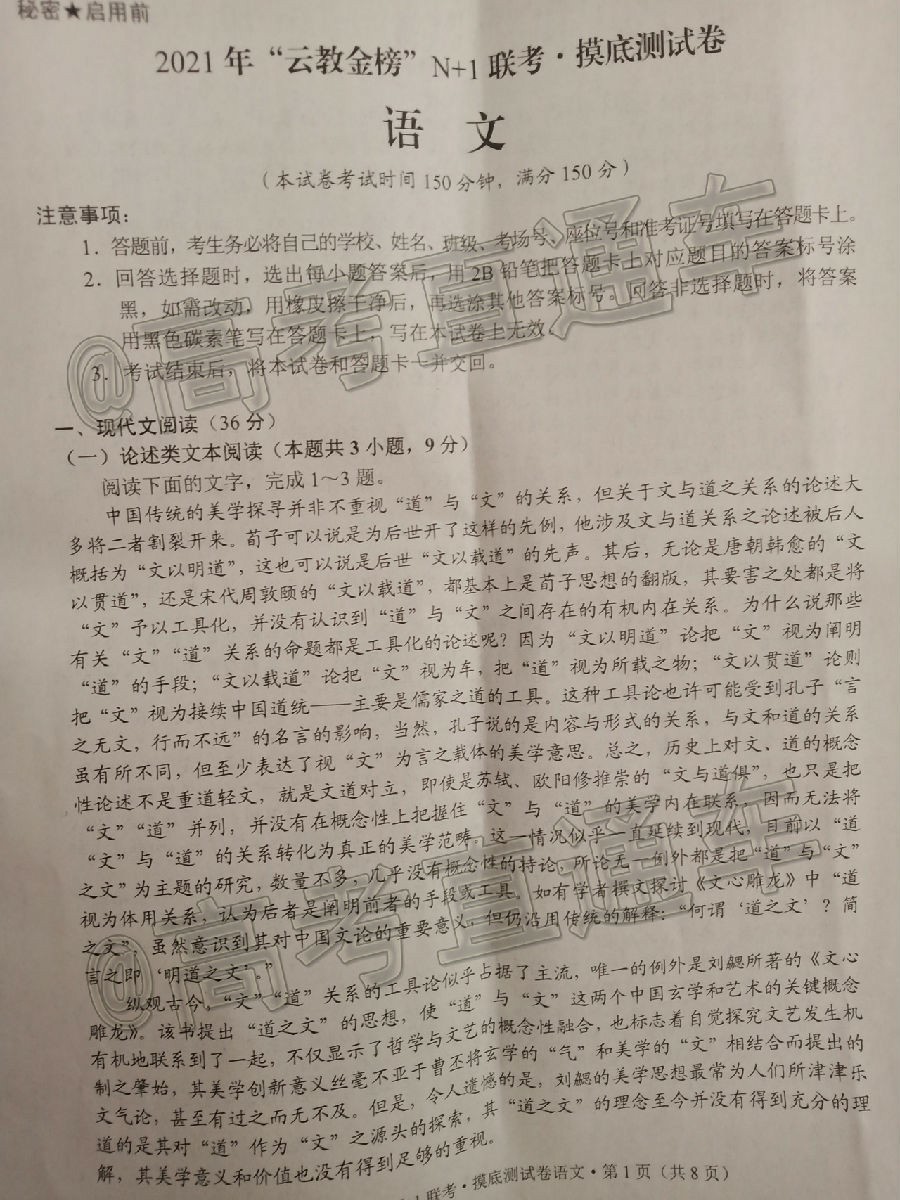 秘密★启用前
2021年“云教金榜”N+1联考·摸底测试卷
语 文
（本试卷考试时间150分钟，满分150分）
注意事项：
1．答题前，考生务必将自己的学校、姓名、班级、考场号、座位号和准考证号填写在答题卡上。
2．回答选择题时，选出每小题答案后，用2B铅笔把答题卡上对应题目的答案标号涂
黑，如需改动，用橡皮擦干净后，再选涂其他答案标号。回答非选择题时，将答案
用黑色碳素笔写在答题卡上，写在本试卷上无效。
3．考试结束后，将本试卷和答题卡一并交回。
@高考直通车
一、现代文阅读（36分）
（一）论述类文本阅读（本题共3小题，9分）
阅读下面的文字，完成1～3题。
中国传统的美学探寻并非不重视“道”与“文”的关系，但关于文与道之关系的论述大
多将二者割裂开来。荀子可以说是为后世开了这样的先例，他涉及文与道关系之论述被后人
概括为“文以明道”，这也可以说是后世“文以载道”的先声。其后，无论是唐朝韩愈的“文
以贯道”，还是宋代周敦颐的“文以载道”，都基本上是荀子思想的翻版，其要害之处都是将
“文”予以工具化，并没有认识到“道”与“文”之间存在的有机内在关系。为什么说那些
有关“文”“道”关系的命题都是工具化的论述呢？因为“文以明道”论把“文”视为阐明
“道”的手段；“文以载道”论把“文”视为车，把“道”视为所载之物；“文以贯道”论则
把“文”视为接续中国道统——主要是儒家之道的工具。这种工具论也许可能受到孔子“言
之无文，行而不远”的名言的影响，当然，孔子说的是内容与形式的关系，与文和道的关系
虽有所不同，但至少表达了视“文”为言之载体的美学意思。总之，历史上对文、道的概念
性论述不是重道轻文，就是文道对立，即使是苏轼、欧阳修推崇的“文与道俱”，也只是把
“文”“道”并列，并没有在概念性上把握住“文”与“道”的美学内在联系，因而无法将
“文”与“道”的关系转化为真正的美学范畴。这一情况似乎一直延续到现代，目前以“道
之文”为主题的研究，数量不多，几乎没有概念性的持论，所论无一例外都是把“道”与“文”
视为体用关系，认为后者是阐明前者的手段或工具。如有学者撰文探讨《文心雕龙》中“道
之文”，虽然意识到其对中国文论的重要意义，但仍沿用传统的解释：“何谓‘道之文’？简
言之即‘明道之文’。”
纵观古今，“文”“道”关系的工具论似乎占据了主流，唯一的例外是刘勰所著的《文心
雕龙》。该书提出“道之文”的思想，使“道”与“文”这两个中国玄学和艺术的关键概念
有机地联系到了一起，不仅显示了哲学与文艺的概念性融合，也标志着自觉探究文艺发生机
制之肇始，其美学创新意义丝毫不亚于曹丕将玄学的“气”和美学的“文”相结合而提出的
文气论，甚至有过之而无不及。但是，令人遗憾的是，刘勰的美学思想最常为人们所津津乐
道的是其对“道”作为“文”之源头的探索，其“道之文”的理念至今并没有得到充分的理
解，其美学意义和价值也没有得到足够的重视。
@高考直通车
1联考·摸底测试卷语文·第1页（共8页）